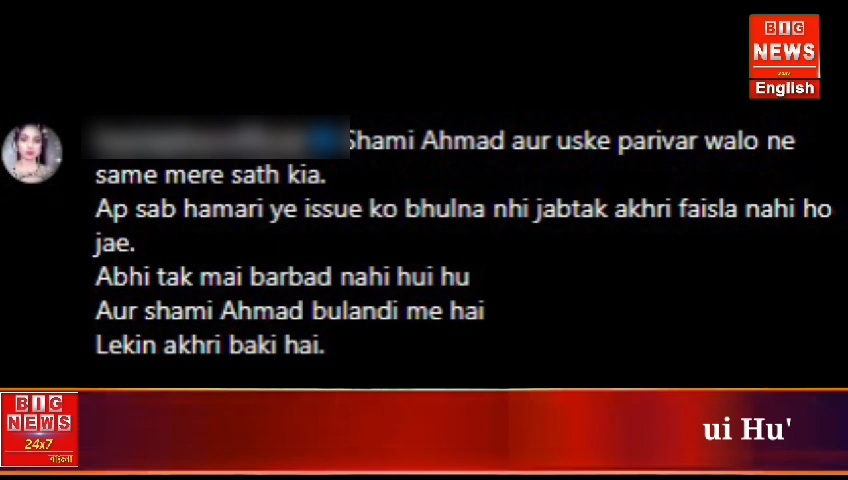 BIG
NEWS
24x7
English
Shami Ahmad aur uske parivar walo ne
same mere sath kia.
Ap sab hamari ye issue ko bhulna nhi jabtak akhri faisla nahi ho
jae.
Abhi tak mai barbad nahi hui hu
Aur shami Ahmad bulandi me hai
Lekin akhri baki hai.
BIG
NEWS
24x7
বাংলা
ui Hu'